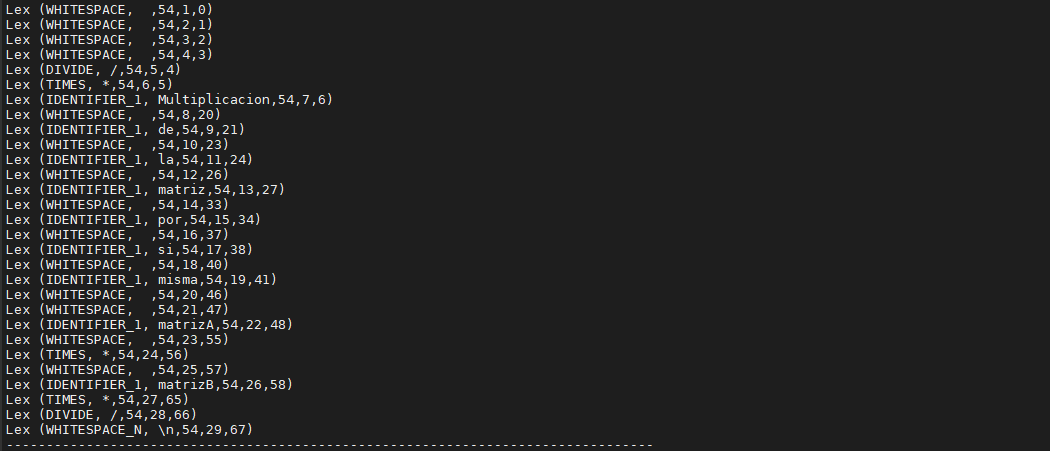 Lex (WHITESPACE,  ,54,1,0)
Lex (WHITESPACE,  ,54,2,1)
Lex (WHITESPACE,  ,54,3,2)
Lex (WHITESPACE,  ,54,4,3)
Lex (DIVIDE, /,54,5,4)
Lex (TIMES, *,54,6,5)
Lex (IDENTIFIER_1, Multiplicacion,54,7,6)
Lex (WHITESPACE,  ,54,8,20)
Lex (IDENTIFIER_1, de,54,9,21)
Lex (WHITESPACE,  ,54,10,23)
Lex (IDENTIFIER_1, la,54,11,24)
Lex (WHITESPACE,  ,54,12,26)
Lex (IDENTIFIER_1, matriz,54,13,27)
Lex (WHITESPACE,  ,54,14,33)
Lex (IDENTIFIER_1, por,54,15,34)
Lex (WHITESPACE,  ,54,16,37)
Lex (IDENTIFIER_1, si,54,17,38)
Lex (WHITESPACE,  ,54,18,40)
Lex (IDENTIFIER_1, misma,54,19,41)
Lex (WHITESPACE,  ,54,20,46)
Lex (WHITESPACE,  ,54,21,47)
Lex (IDENTIFIER_1, matrizA,54,22,48)
Lex (WHITESPACE,  ,54,23,55)
Lex (TIMES, *,54,24,56)
Lex (WHITESPACE,  ,54,25,57)
Lex (IDENTIFIER_1, matrizB,54,26,58)
Lex (TIMES, *,54,27,65)
Lex (DIVIDE, /,54,28,66)
Lex (WHITESPACE_N, \n,54,29,67)
---------------------------------------------------------------------------------